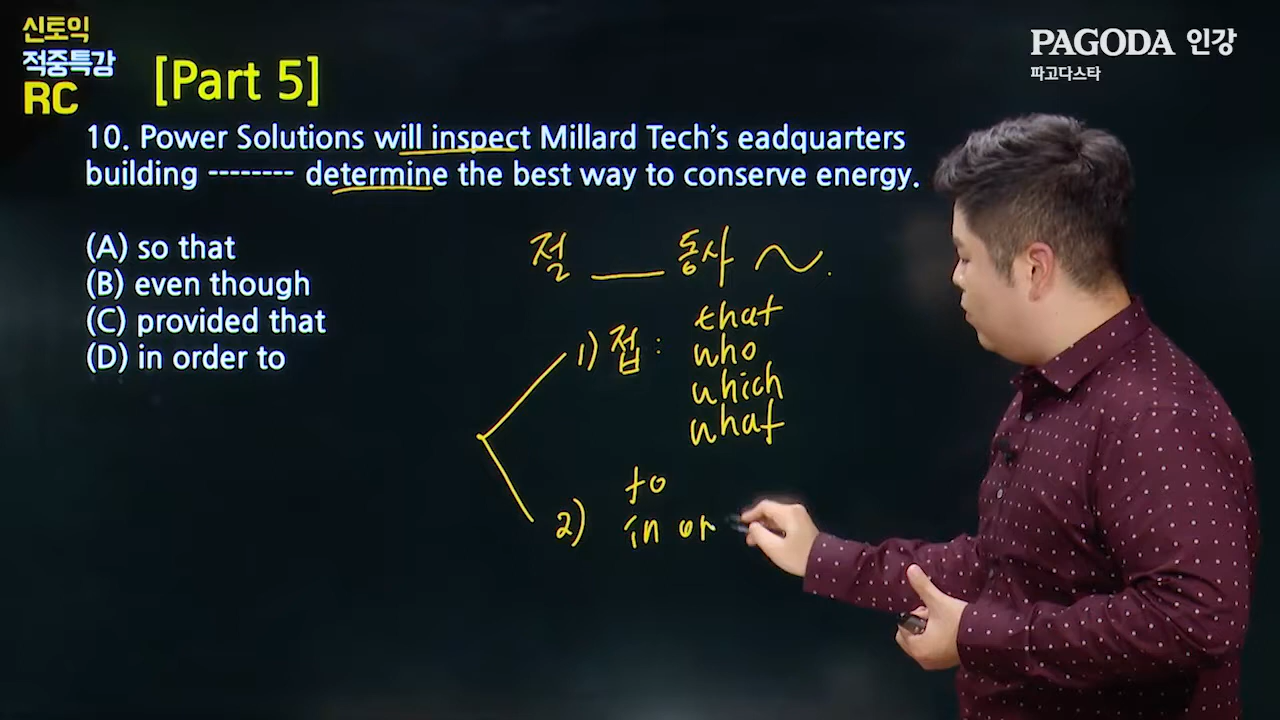 신토익
적중특강
RC
[Part 5]
PAGODA 인강
파고다스타
10. Power Solutions will inspect Millard Tech's eadquarters
building -------- determine the best way to conserve energy.
(A) so that
(B) even though
(C) provided that
(D) in order to
절 ___ 동사 ~.
1) 접 : that
who
which
what
2) to
in or